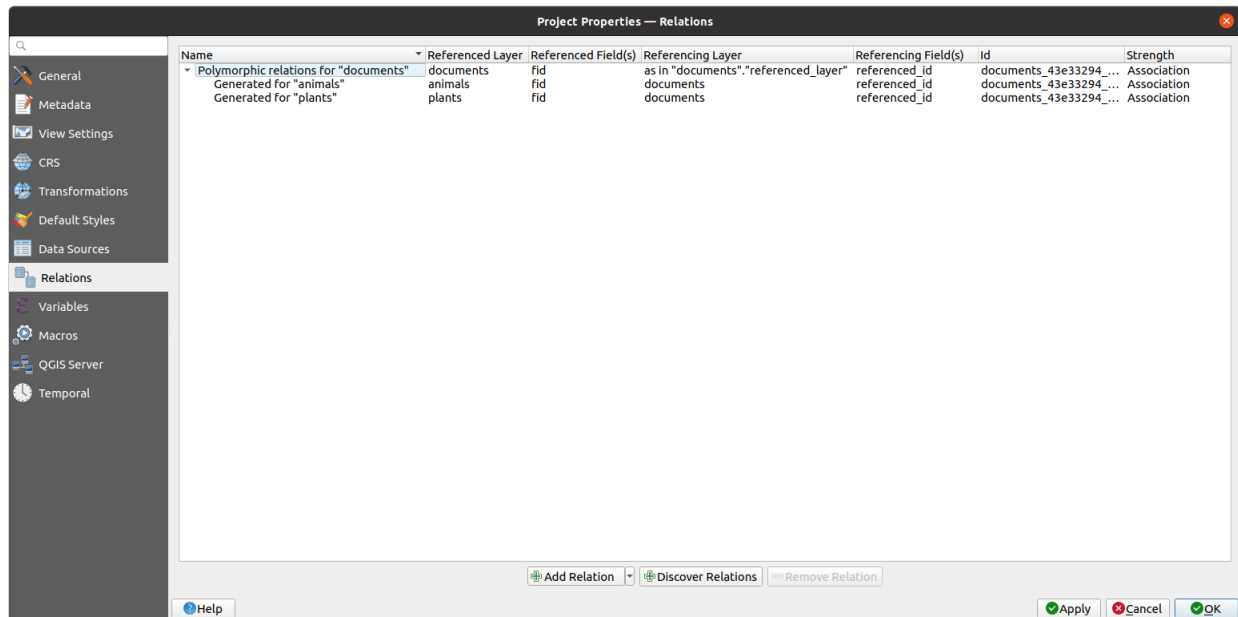 Project Properties — Relations
Name Referenced Layer Referenced Field(s) Referencing Layer Referencing Field(s) Id Strength
Polymorphic relations for "documents" documents fid as in "documents"."referenced_layer" referenced_id documents_43e33294_... Association
Generated for "animals" animals fid documents referenced_id documents_43e33294_... Association
Generated for "plants" plants fid documents referenced_id documents_43e33294_... Association
General
Metadata
View Settings
CRS
Transformations
Default Styles
Data Sources
Relations
Variables
Macros
QGIS Server
Temporal
Add Relation Discover Relations Remove Relation
Help Apply Cancel OK